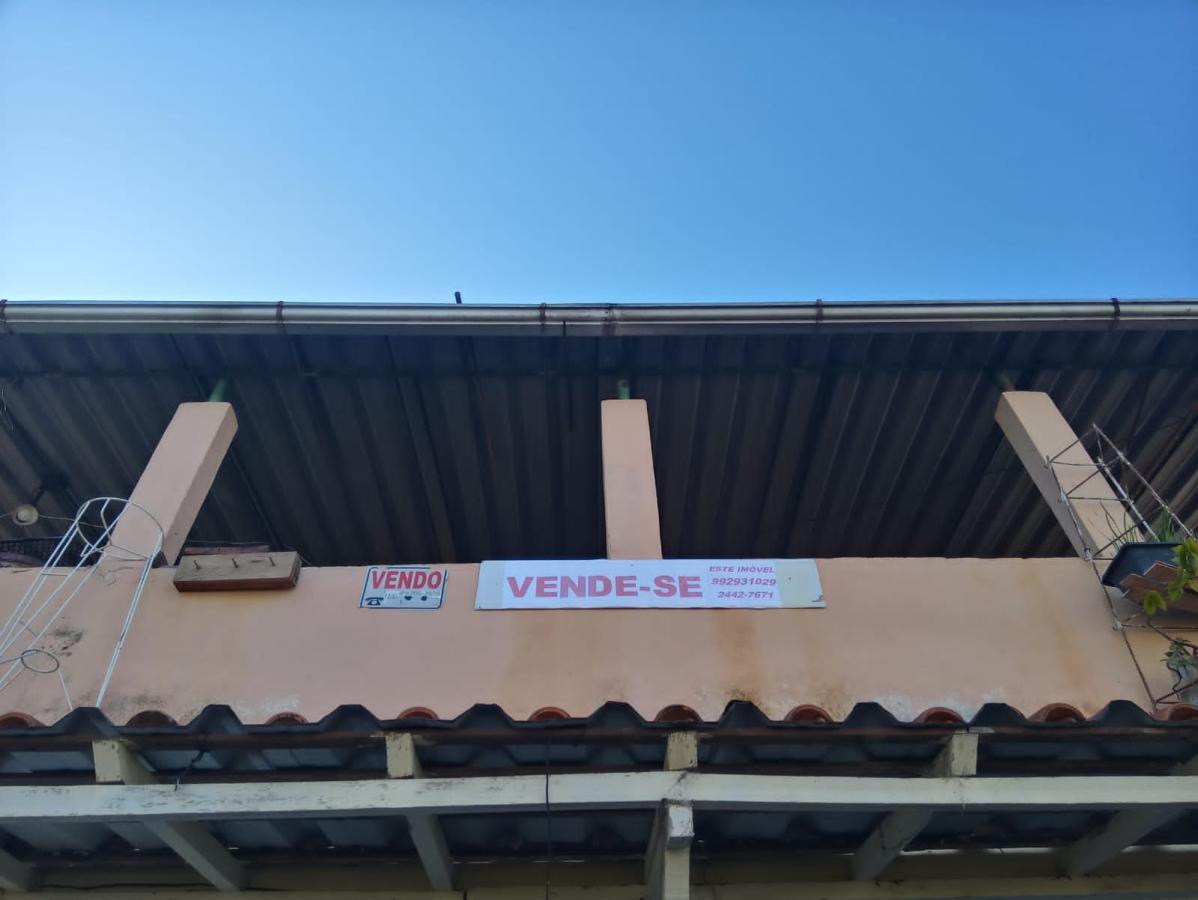 VENDO
VENDE-SE
ESTE IMÓVEL
992931029
2442-7671